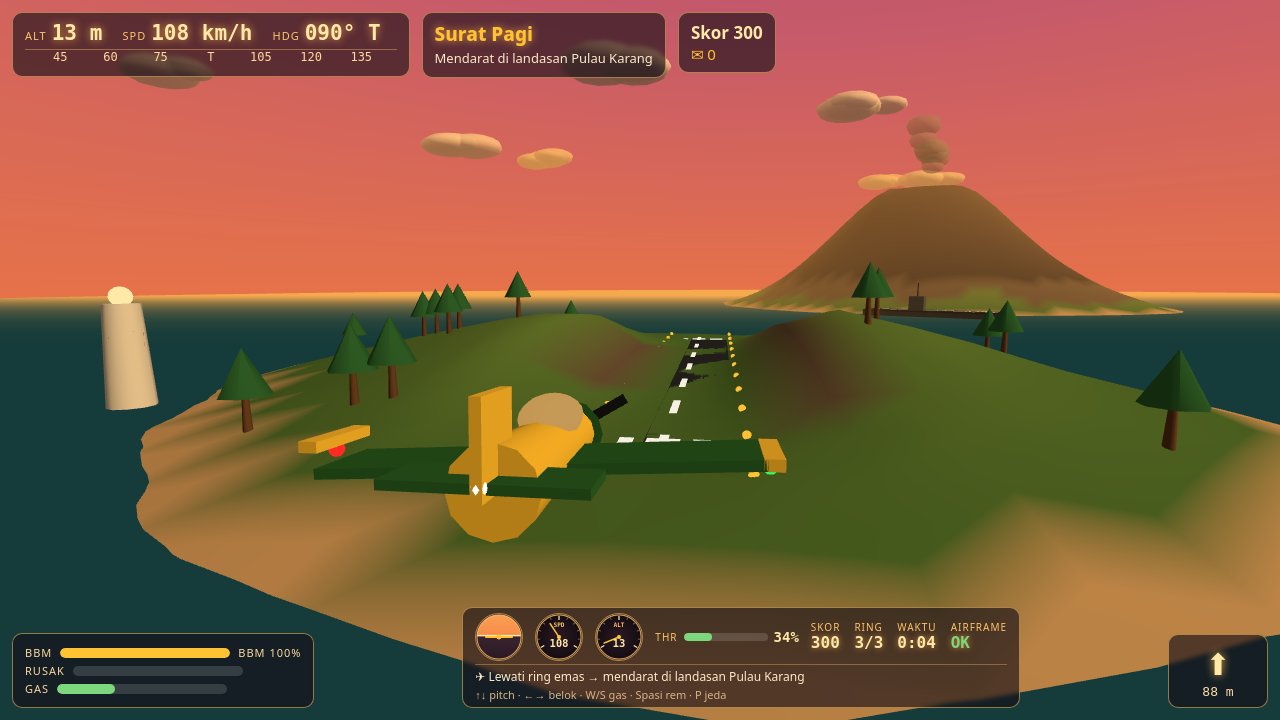 ALT 13 m SPD 108 km/h HDG 090° T
45 60 75 T 105 120 135
Surat Pagi
Mendarat di landasan Pulau Karang
Skor 300
✉ 0
BBM BBM 100%
RUSAK
GAS
SPD 108
ALT 13
THR 34%
SKOR RING WAKTU AIRFRAME
300 3/3 0:04 OK
✈ Lewati ring emas → mendarat di landasan Pulau Karang
↑↓ pitch · ←→ belok · W/S gas · Spasi rem · P jeda
⬆
88 m